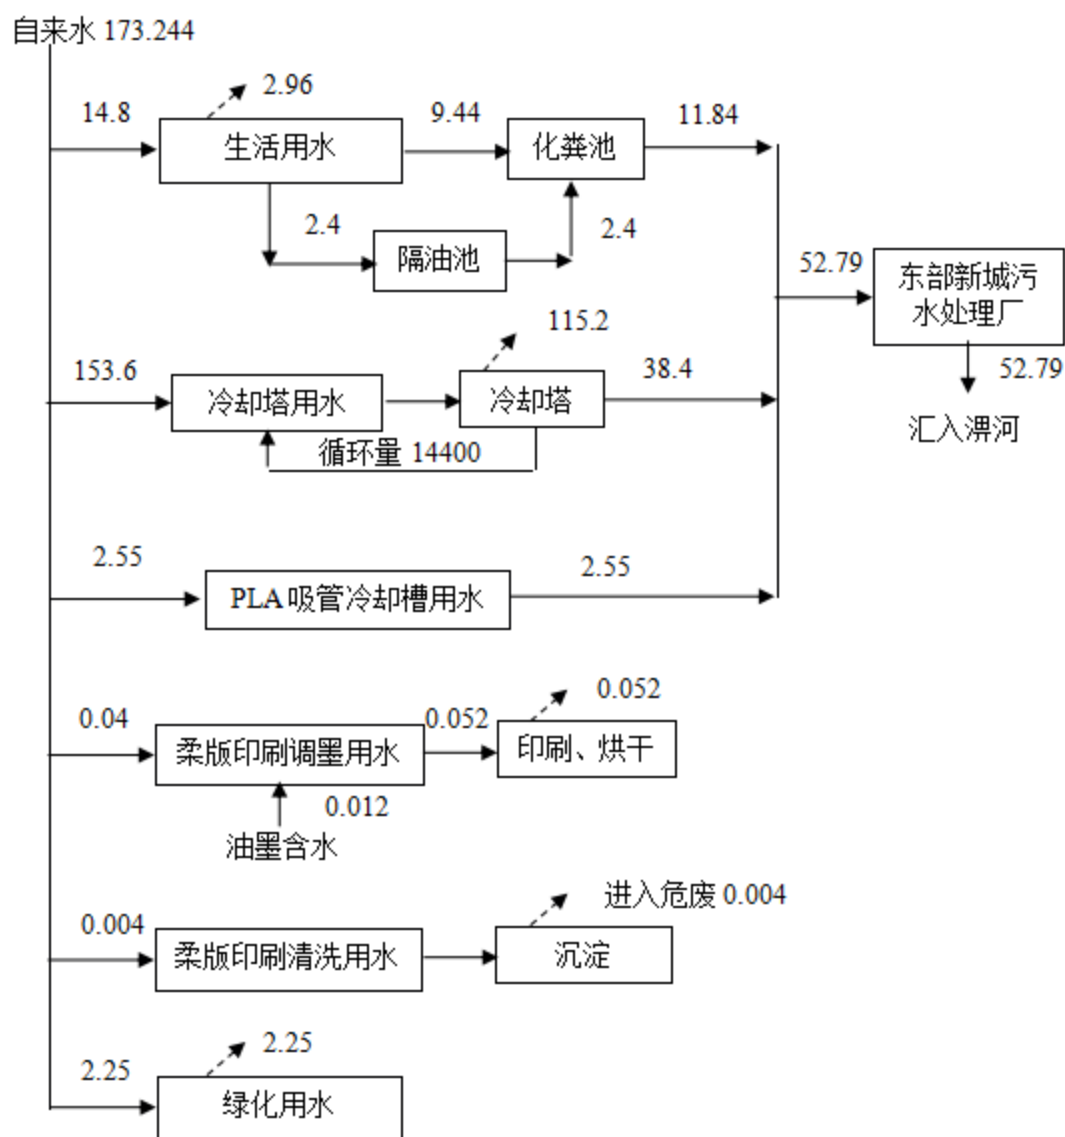 自来水 173.244
2.96
14.8
9.44
11.84
生活用水
化粪池
2.4
2.4
隔油池
52.79
东部新城污
水处理厂
115.2
153.6
38.4
52.79
冷却塔用水
冷却塔
汇入淠河
循环量 14400
2.55
2.55
PLA 吸管冷却槽用水
0.052
0.04
0.052
柔版印刷调墨用水
印刷、烘干
0.012
油墨含水
进入危废 0.004
0.004
柔版印刷清洗用水
沉淀
2.25
2.25
绿化用水